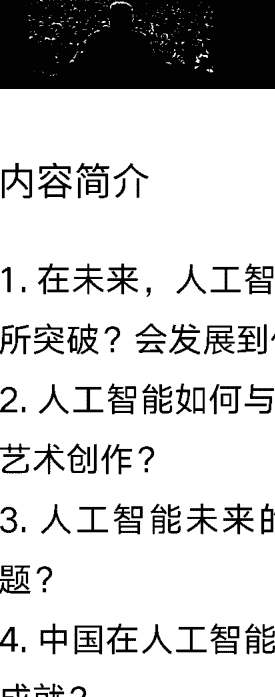 内容简介
1. 在未来，人工智
所突破？会发展到
2. 人工智能如何与
艺术创作？
3. 人工智能未来的
题？
4. 中国在人工智能
成就？